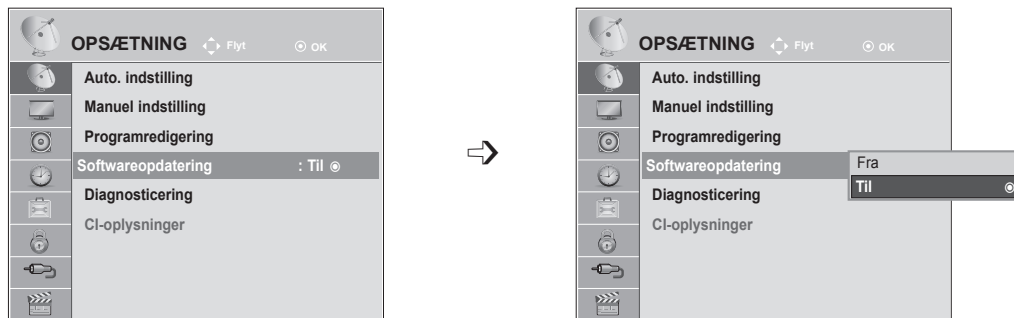 OPSÆTNING Flyt OK
Auto. indstilling
Manuel indstilling
Programredigering
Softwareopdatering : Til
Diagnosticering
CI-oplysninger
OPSÆTNING Flyt OK
Auto. indstilling
Manuel indstilling
Programredigering
Softwareopdatering
Fra
Til
Diagnosticering
CI-oplysninger